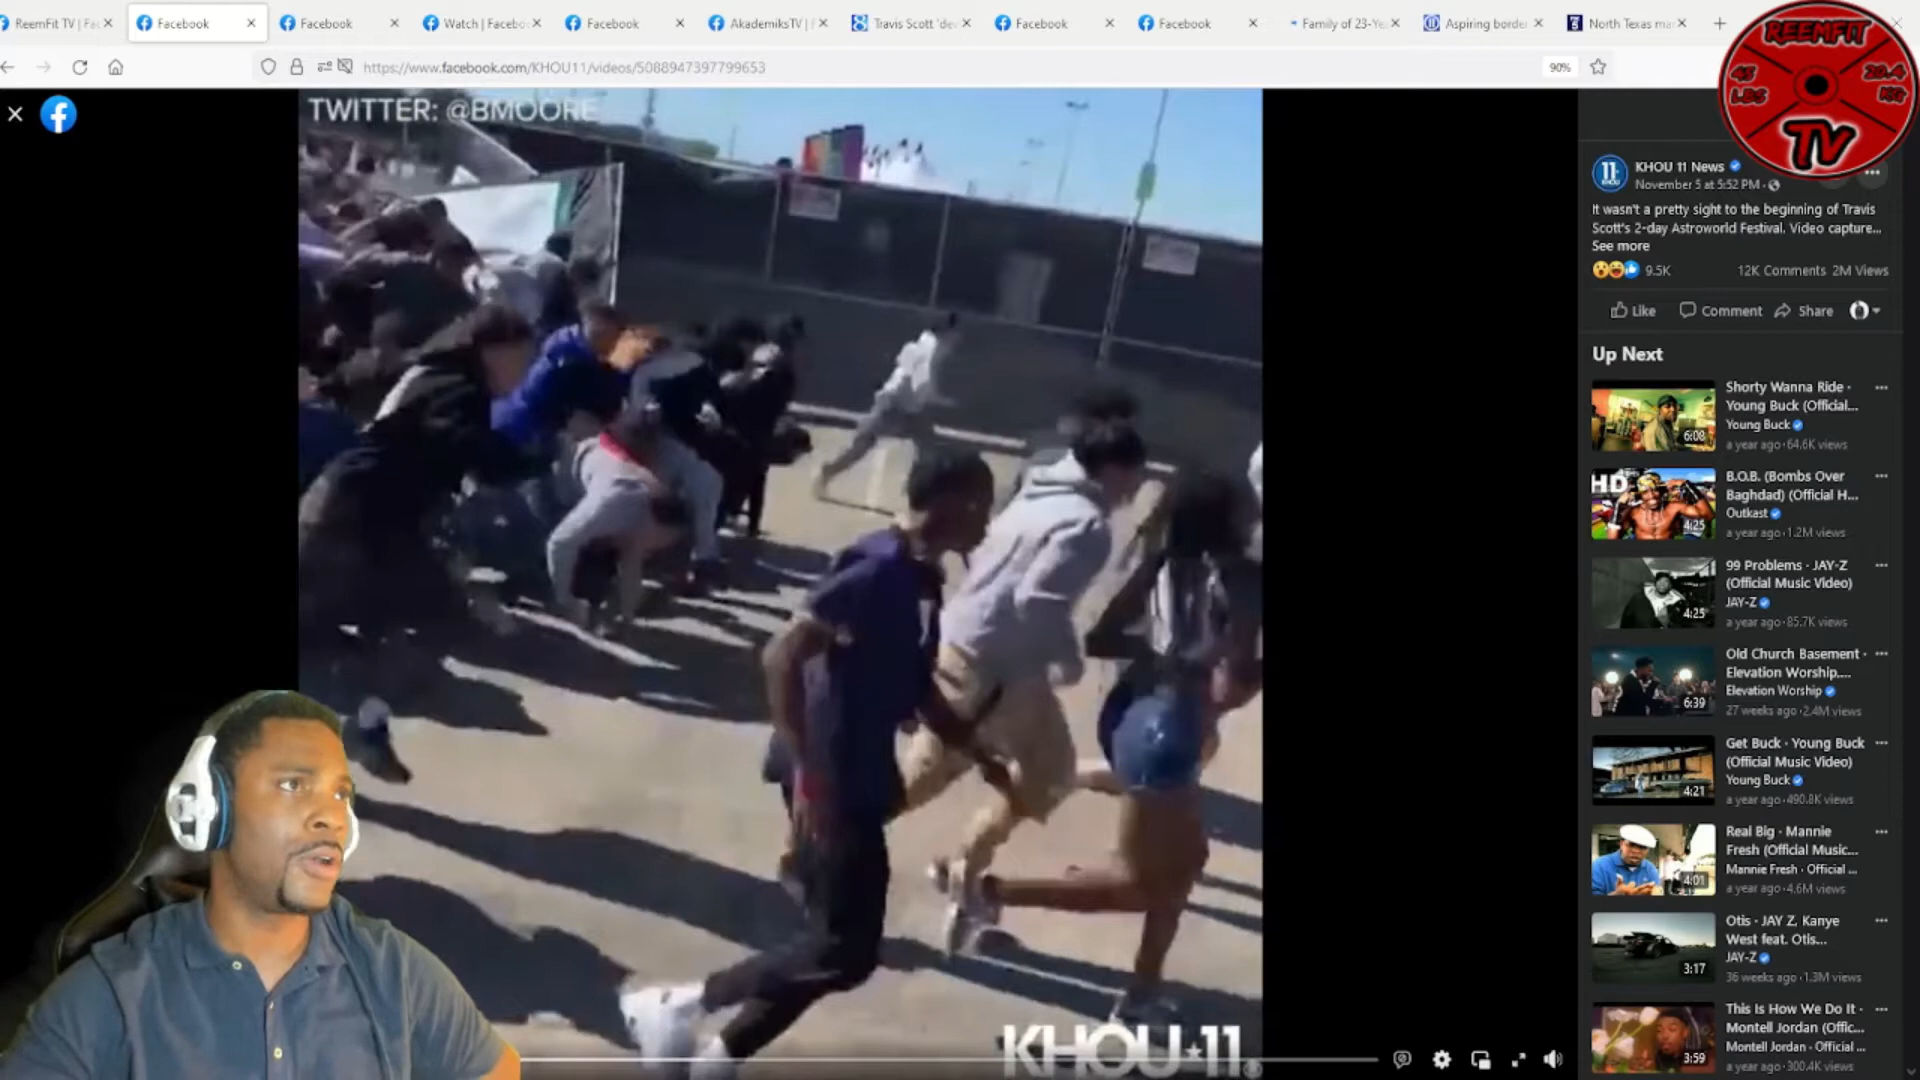 ReemFit TV | Fa
Facebook
Facebook
Watch | Facebo
Facebook
AkademiksTV | F
Travis Scott 'dev
Facebook
Facebook
Family of 23-Ye
Aspiring borde
North Texas ma
https://www.facebook.com/KHOU11/videos/5088947397799653
90%
REEMFIT
45 LBS
20.4 KG
TV
TWITTER: @BMOORE
KHOU 11 News
November 5 at 5:52 PM ·
It wasn't a pretty sight to the beginning of Travis
Scott's 2-day Astroworld Festival. Video capture...
See more
9.5K
12K Comments 2M Views
Like
Comment
Share
Up Next
Shorty Wanna Ride ·
Young Buck (Official...
Young Buck
a year ago · 64.6K views
6:08
HD
B.O.B. (Bombs Over
Baghdad) (Official H...
Outkast
a year ago · 1.2M views
4:25
99 Problems · JAY-Z
(Official Music Video)
JAY-Z
a year ago · 85.7K views
4:25
Old Church Basement ·
Elevation Worship,...
Elevation Worship
27 weeks ago · 2.4M views
6:39
Get Buck · Young Buck
(Official Music Video)
Young Buck
a year ago · 490.8K views
4:21
Real Big · Mannie
Fresh (Official Music...
Mannie Fresh · Official ...
a year ago · 4.6M views
4:01
Otis · JAY Z, Kanye
West feat. Otis...
JAY-Z
36 weeks ago · 1.3M views
3:17
This Is How We Do It ·
Montell Jordan (Offic...
Montell Jordan · Official ...
a year ago · 300.4K views
3:59
KHOU★11